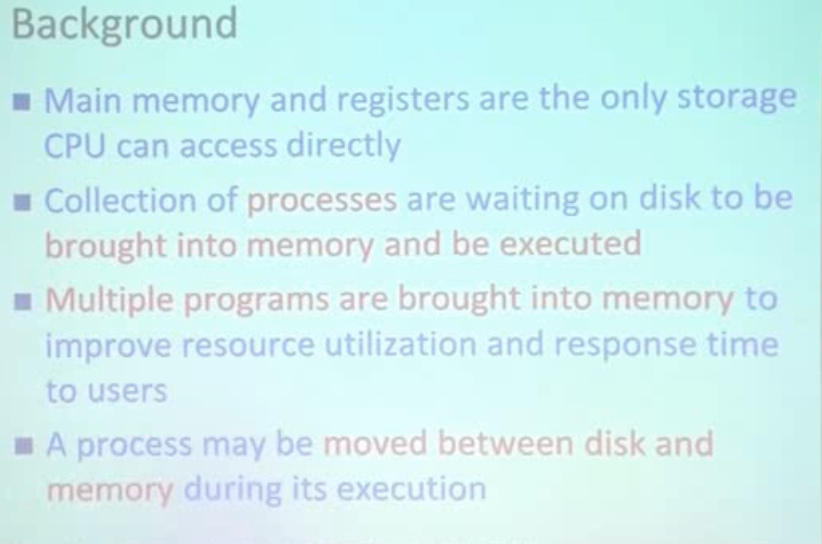 Background
■ Main memory and registers are the only storage
CPU can access directly
■ Collection of processes are waiting on disk to be
brought into memory and be executed
■ Multiple programs are brought into memory to
improve resource utilization and response time
to users
■ A process may be moved between disk and
memory during its execution